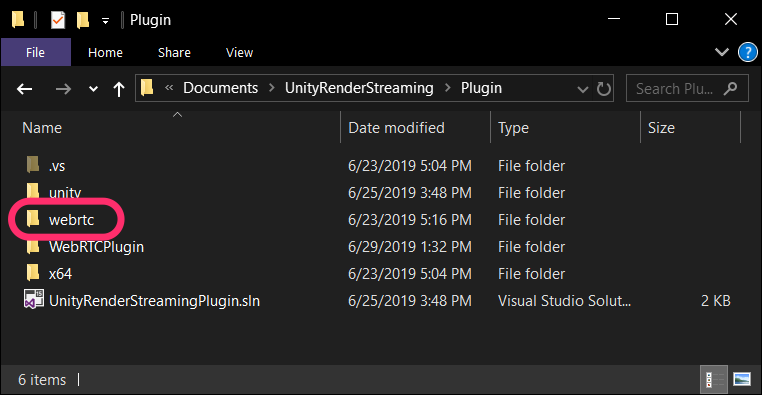 Plugin
File Home Share View ?
« Documents › UnityRenderStreaming › Plugin Search Plu...
Name Date modified Type Size
.vs 6/23/2019 5:04 PM File folder
unity 6/25/2019 3:48 PM File folder
webrtc 6/23/2019 5:16 PM File folder
WebRTCPlugin 6/29/2019 1:32 PM File folder
x64 6/23/2019 5:04 PM File folder
UnityRenderStreamingPlugin.sln 6/25/2019 3:48 PM Visual Studio Solut... 2 KB
6 items